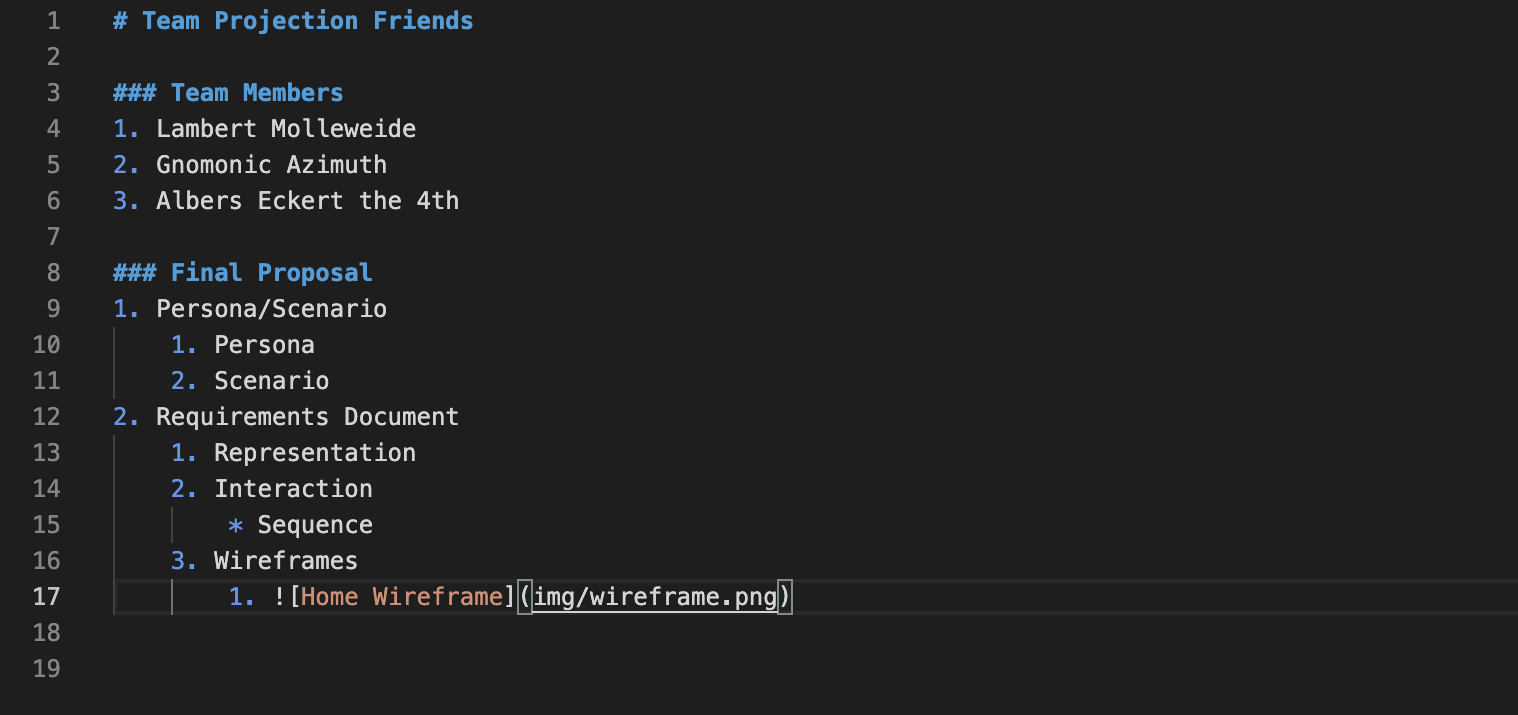 1 # Team Projection Friends
2
3 ### Team Members
4 1. Lambert Molleweide
5 2. Gnomonic Azimuth
6 3. Albers Eckert the 4th
7
8 ### Final Proposal
9 1. Persona/Scenario
10 1. Persona
11 2. Scenario
12 2. Requirements Document
13 1. Representation
14 2. Interaction
15 * Sequence
16 3. Wireframes
17 1. ![Home Wireframe](img/wireframe.png)
18
19